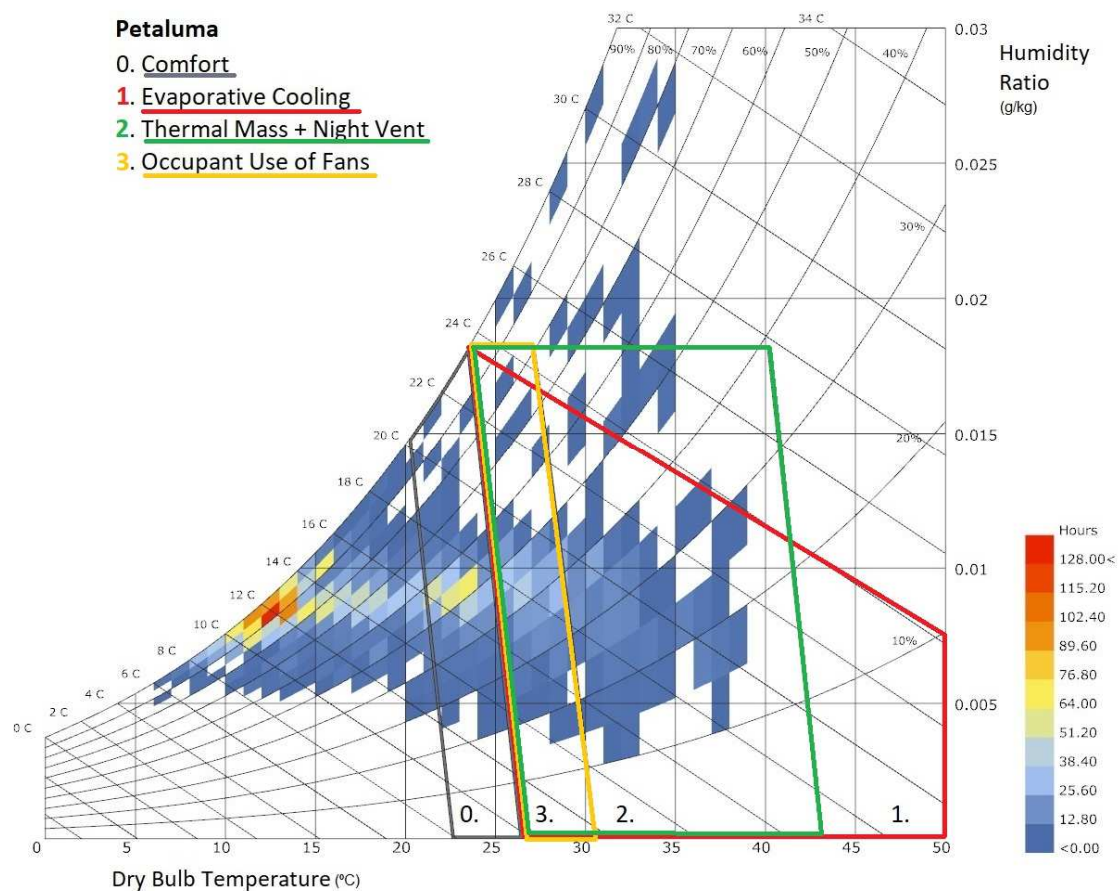 Petaluma
0. Comfort
1. Evaporative Cooling
2. Thermal Mass + Night Vent
3. Occupant Use of Fans
32 C
34 C
0.03
90%
80%
70%
60%
50%
40%
Humidity
Ratio
(g/kg)
30 C
0.025
28 C
30%
26 C
0.02
24 C
22 C
20 C
20%
0.015
18 C
16 C
Hours
128.00<
115.20
102.40
89.60
76.80
64.00
51.20
38.40
25.60
12.80
<0.00
14 C
0.01
12 C
10 C
10%
8 C
6 C
4 C
0.005
2 C
0 C
0.
3.
2.
1.
0
5
10
15
20
25
30
35
40
45
50
Dry Bulb Temperature (ºC)